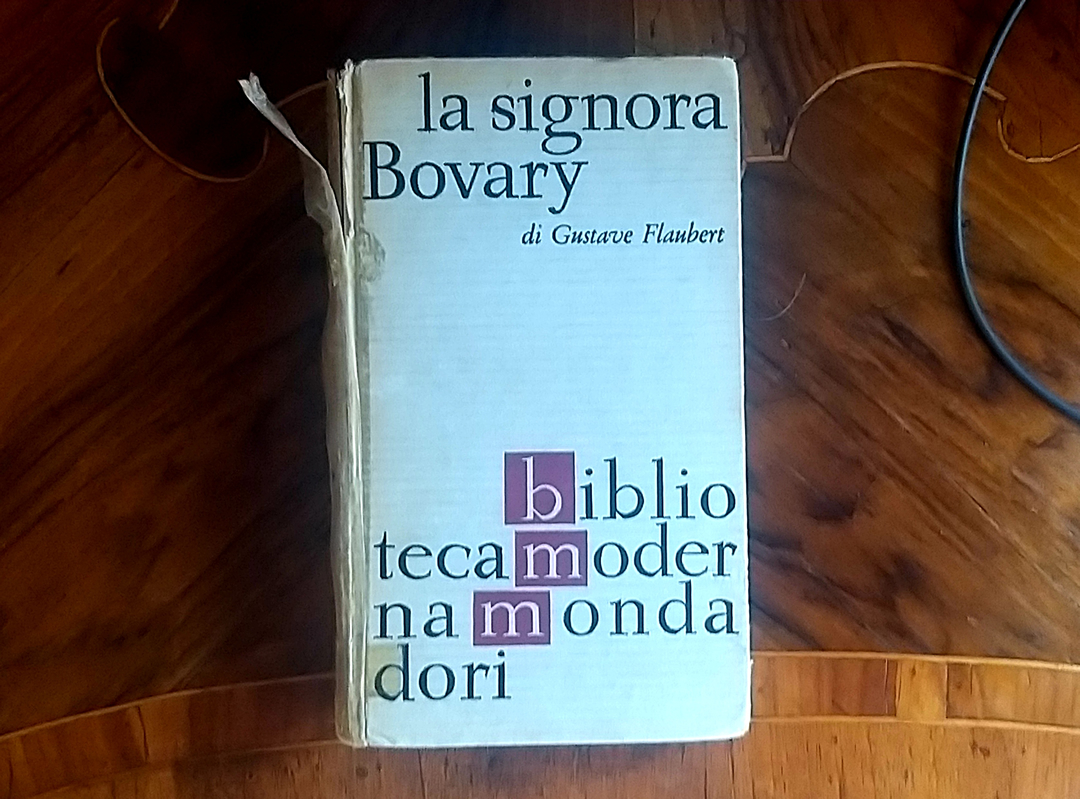 la signora
Bovary
di Gustave Flaubert
biblio
tecamoder
namonda
dori